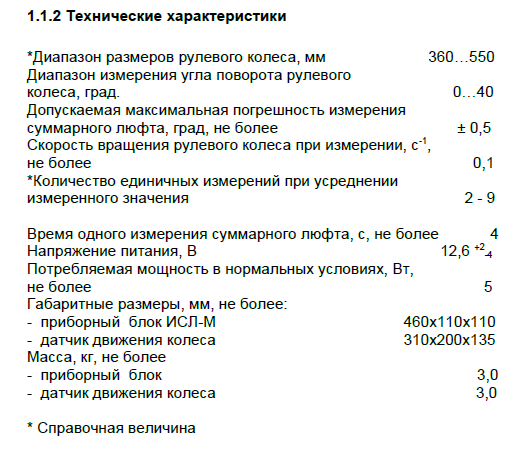 1.1.2 Технические характеристики
*Диапазон размеров рулевого колеса, мм 360…550
Диапазон измерения угла поворота рулевого
колеса, град. 0…40
Допускаемая максимальная погрешность измерения
суммарного люфта, град, не более ± 0,5
Скорость вращения рулевого колеса при измерении, с-1,
не более 0,1
*Количество единичных измерений при усреднении
измеренного значения 2 - 9
Время одного измерения суммарного люфта, с, не более 4
Напряжение питания, В 12,6 +2-4
Потребляемая мощность в нормальных условиях, Вт,
не более 5
Габаритные размеры, мм, не более:
- приборный блок ИСЛ-М 460x110x110
- датчик движения колеса 310x200x135
Масса, кг, не более
- приборный блок 3,0
- датчик движения колеса 3,0
* Справочная величина